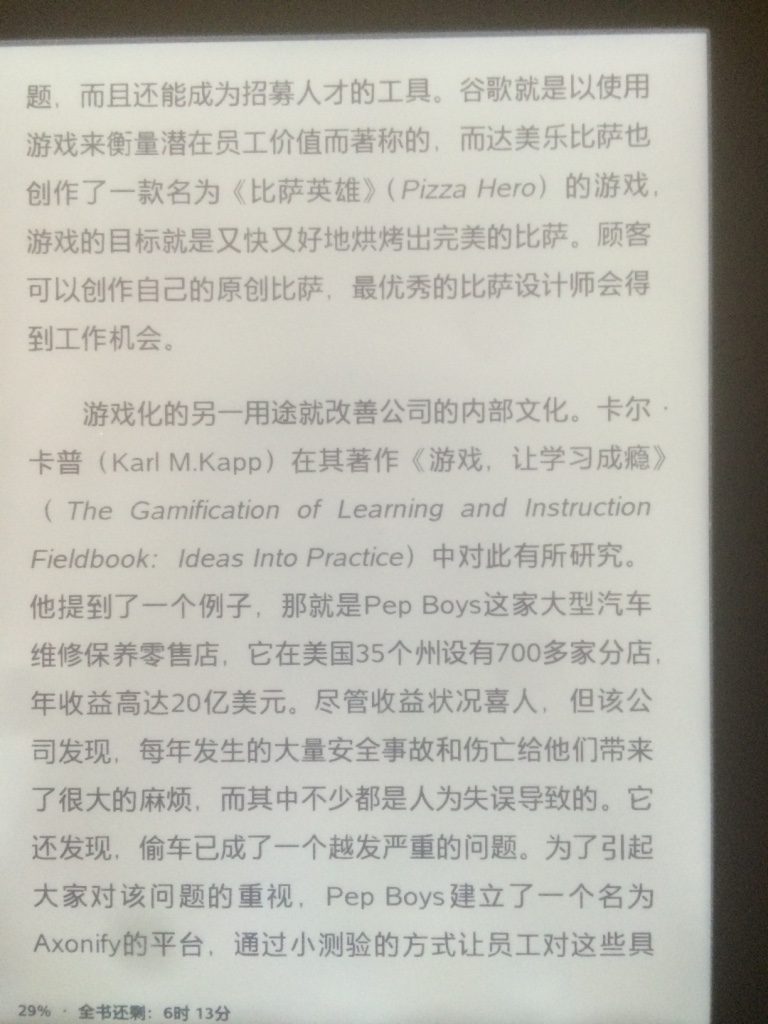 题，而且还能成为招募人才的工具。谷歌就是以使用
游戏来衡量潜在员工价值而著称的，而达美乐比萨也
创作了一款名为《比萨英雄》（Pizza Hero）的游戏，
游戏的目标就是又快又好地烘烤出完美的比萨。顾客
可以创作自己的原创比萨，最优秀的比萨设计师会得
到工作机会。
游戏化的另一用途就改善公司的内部文化。卡尔·
卡普（Karl M.Kapp）在其著作《游戏，让学习成瘾》
（The Gamification of Learning and Instruction
Fieldbook: Ideas Into Practice）中对此有所研究。
他提到了一个例子，那就是Pep Boys这家大型汽车
维修保养零售店，它在美国35个州设有700多家分店，
年收益高达20亿美元。尽管收益状况喜人，但该公
司发现，每年发生的大量安全事故和伤亡给他们带来
了很大的麻烦，而其中不少都是人为失误导致的。它
还发现，偷车已成了一个越发严重的问题。为了引起
大家对该问题的重视，Pep Boys建立了一个名为
Axonify的平台，通过小测验的方式让员工对这些具
29% · 全书还剩：6时 13分